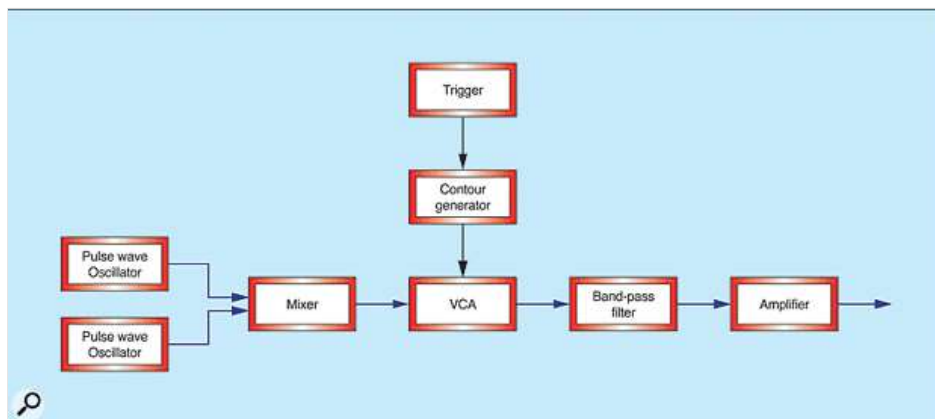 Trigger
Contour
generator
Pulse wave
Oscillator
Mixer
VCA
Band-pass
filter
Amplifier
Pulse wave
Oscillator